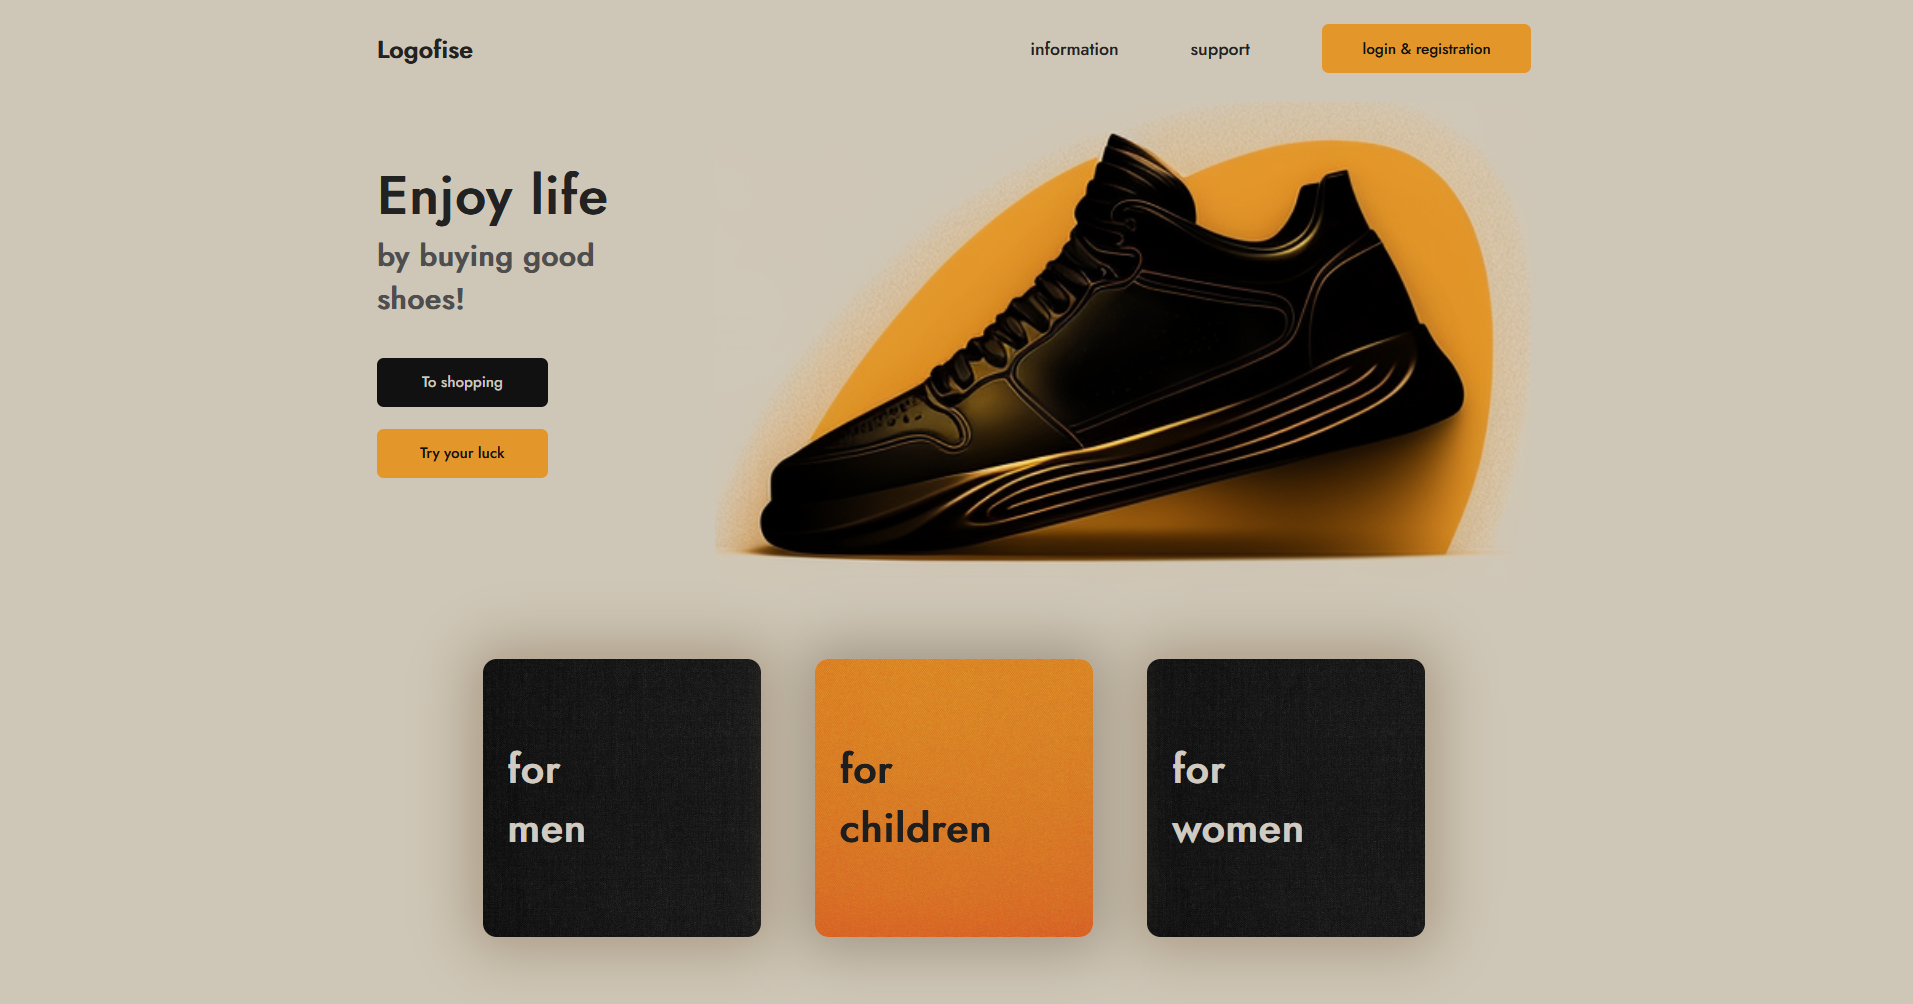 Logofise
information
support
login & registration
Enjoy life
by buying good
shoes!
To shopping
Try your luck
for
men
for
children
for
women